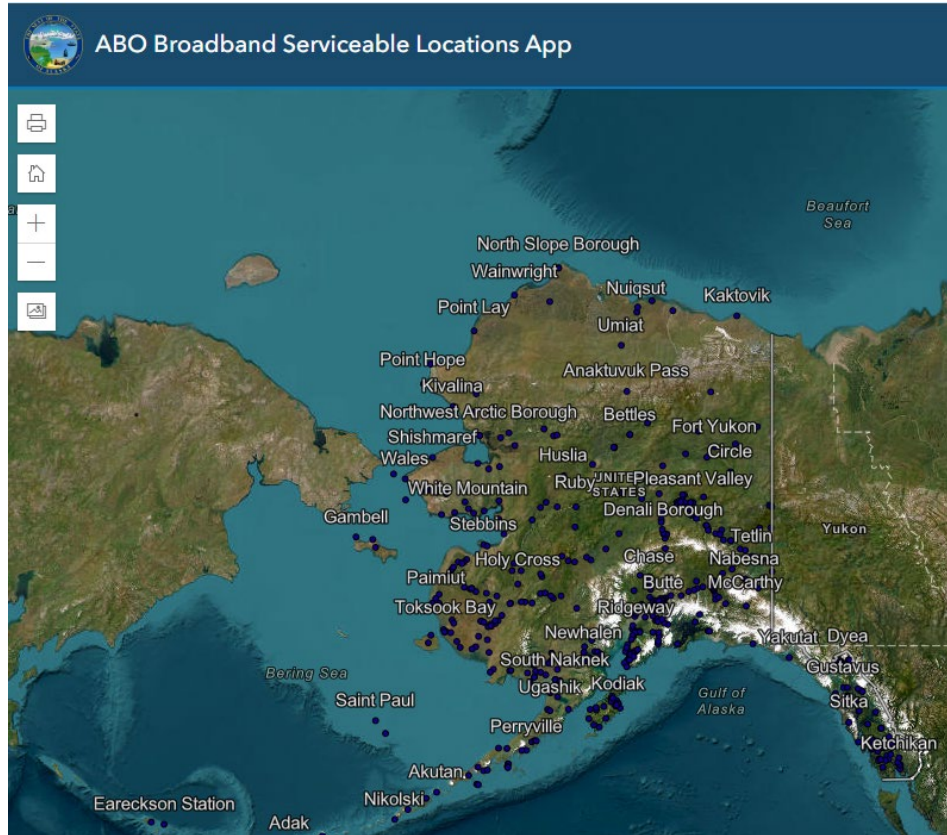 ABO Broadband Serviceable Locations App
Beaufort
Sea
North Slope Borough
Wainwright
Nuiqsut
Kaktovik
Point Lay
Umiat
Point Hope
Anaktuvuk Pass
Kivalina
Northwest Arctic Borough
Bettles
Fort Yukon
Shishmaref
Circle
Wales
Huslia
Ruby
UNITED
STATES
Pleasant Valley
White Mountain
Denali Borough
Gambell
Stebbins
Yukon
Tetlin
Holy Cross
Chase
Nabesna
Paimiut
Butte
McCarthy
Toksook Bay
Ridgeway
Newhalen
Yakutat
Dyea
South Naknek
Gustavus
Bering Sea
Ugashik
Kodiak
Saint Paul
Gulf of
Alaska
Sitka
Perryville
Ketchikan
Akutan
Nikolski
Eareckson Station
Adak